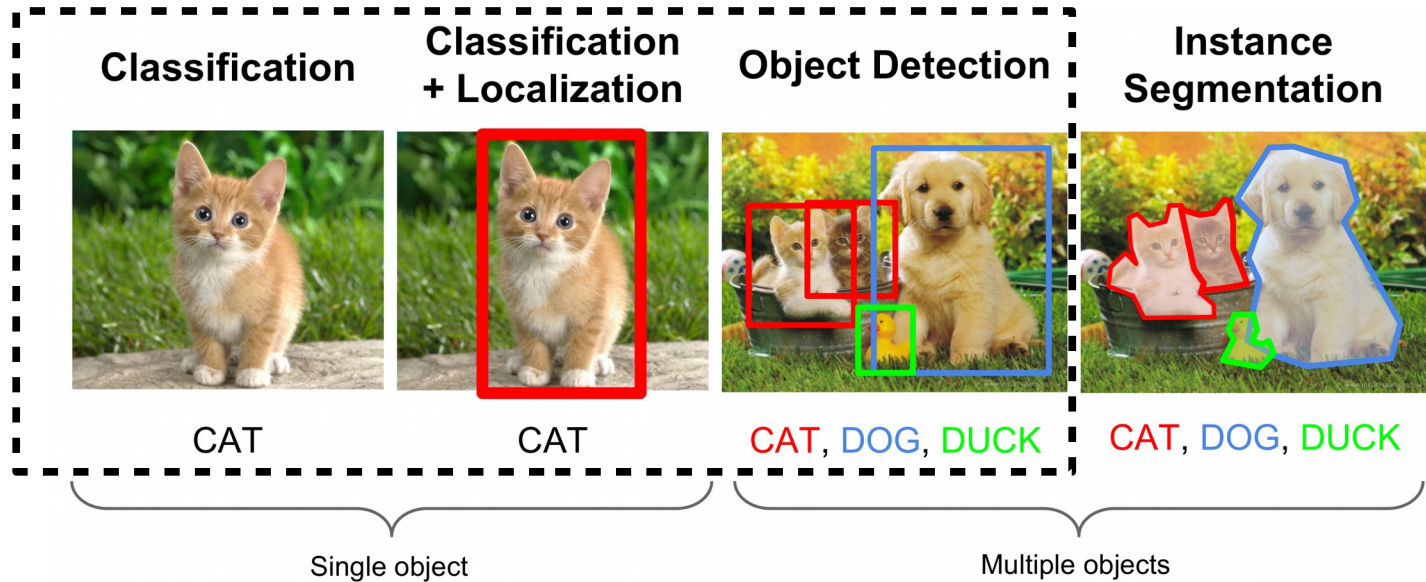 Classification
Classification
+ Localization
Object Detection
Instance
Segmentation
CAT
CAT
CAT, DOG, DUCK
CAT, DOG, DUCK
Single object
Multiple objects